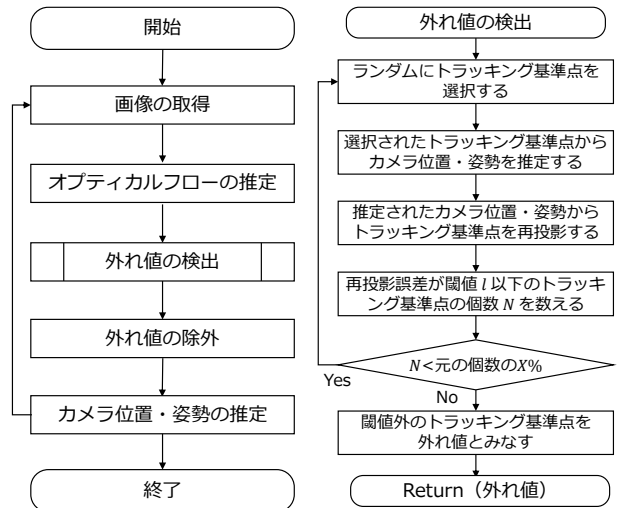 開始
画像の取得
オプティカルフローの推定
外れ値の検出
外れ値の除外
カメラ位置・姿勢の推定
終了
外れ値の検出
ランダムにトラッキング基準点を
選択する
選択されたトラッキング基準点から
カメラ位置・姿勢を推定する
推定されたカメラ位置・姿勢から
トラッキング基準点を再投影する
再投影誤差が閾値 l 以下のトラッキ
ング基準点の個数 N を数える
N<元の個数のX%
Yes
No
閾値外のトラッキング基準点を
外れ値とみなす
Return（外れ値）